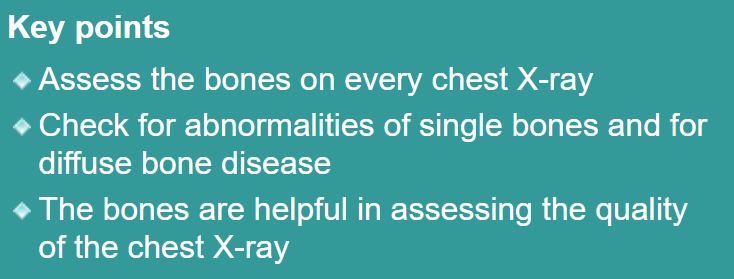 Key points
Assess the bones on every chest X-ray
Check for abnormalities of single bones and for
diffuse bone disease
The bones are helpful in assessing the quality
of the chest X-ray